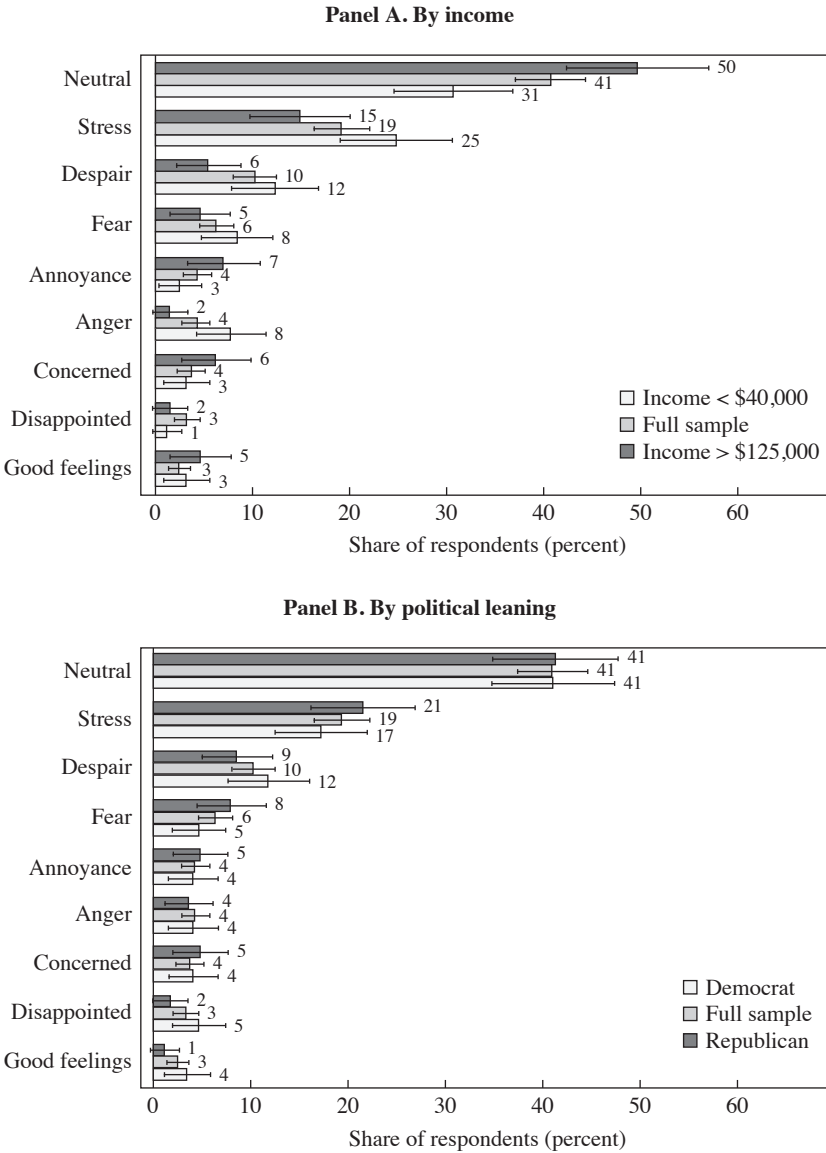 Panel A. By income
Neutral
50
41
31
Stress
15
19
25
Despair
6
10
12
Fear
5
6
8
Annoyance
7
4
3
Anger
2
4
8
Concerned
6
4
3
Disappointed
2
3
1
Good feelings
5
3
3
Income < $40,000
Full sample
Income > $125,000
0 10 20 30 40 50 60
Share of respondents (percent)
Panel B. By political leaning
Neutral
41
41
41
Stress
21
19
17
Despair
9
10
12
Fear
8
6
5
Annoyance
5
4
4
Anger
4
4
4
Concerned
5
4
4
Disappointed
2
3
5
Good feelings
1
3
4
Democrat
Full sample
Republican
0 10 20 30 40 50 60
Share of respondents (percent)